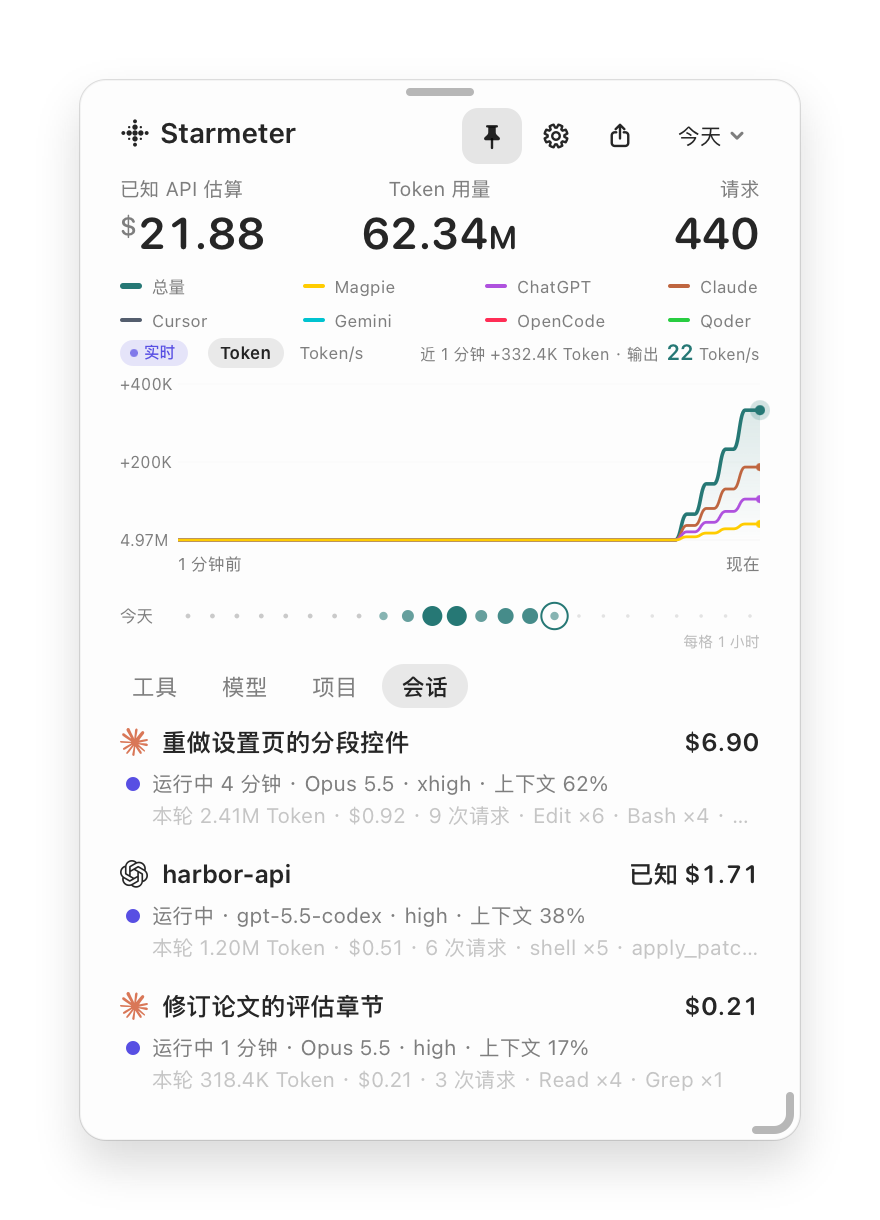 Starmeter 今天
已知 API 估算 Token 用量 请求
$21.88 62.34M 440
总量 Magpie ChatGPT Claude
Cursor Gemini OpenCode Qoder
实时 Token Token/s 近 1 分钟 +332.4K Token · 输出 22 Token/s
+400K
+200K
4.97M
1 分钟前 现在
今天
每格 1 小时
工具 模型 项目 会话
重做设置页的分段控件 $6.90
运行中 4 分钟 · Opus 5.5 · xhigh · 上下文 62%
本轮 2.41M Token · $0.92 · 9 次请求 · Edit ×6 · Bash ×4 · …
harbor-api 已知 $1.71
运行中 · gpt-5.5-codex · high · 上下文 38%
本轮 1.20M Token · $0.51 · 6 次请求 · shell ×5 · apply_patc…
修订论文的评估章节 $0.21
运行中 1 分钟 · Opus 5.5 · high · 上下文 17%
本轮 318.4K Token · $0.21 · 3 次请求 · Read ×4 · Grep ×1